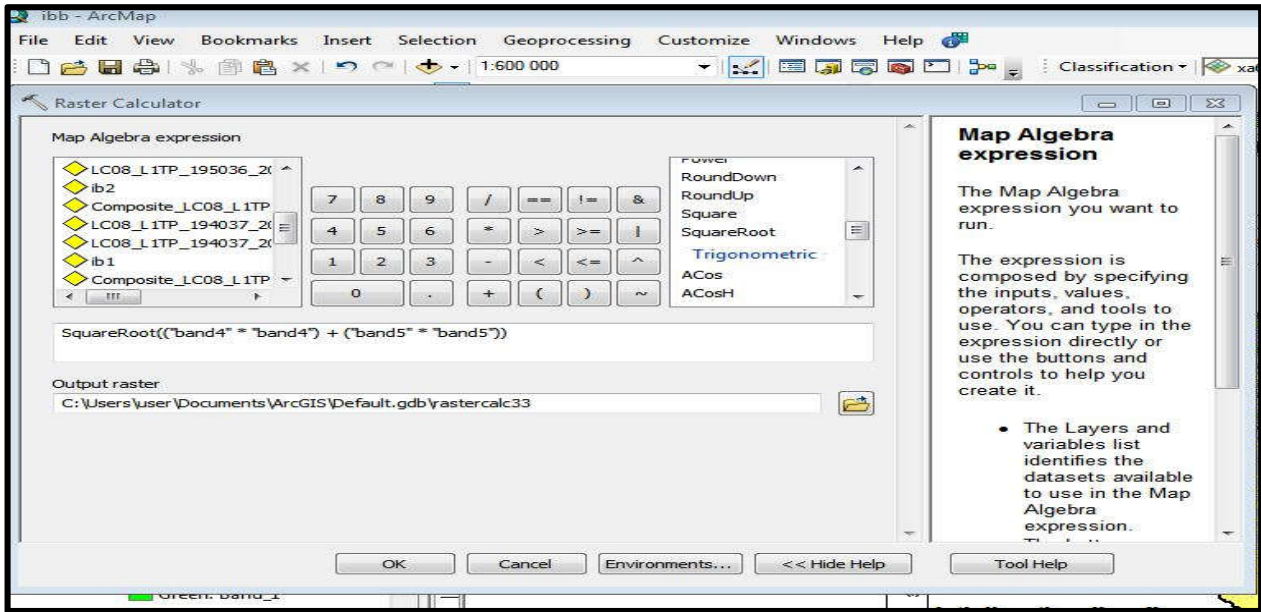 ibb - ArcMap
File Edit View Bookmarks Insert Selection Geoprocessing Customize Windows Help
1:600 000
Classification
Raster Calculator
Map Algebra expression
LC08_L1TP_195036_20
ib2
Composite_LC08_L1TP
LC08_L1TP_194037_20
LC08_L1TP_194037_20
ib1
Composite_LC08_L1TP
7 8 9 / == != &
4 5 6 * > >= |
1 2 3 - < <= ^
0 . + ( ) ~
Power
RoundDown
RoundUp
Square
SquareRoot
Trigonometric
ACos
ACosH
SquareRoot(("band4" * "band4") + ("band5" * "band5"))
Output raster
C:\Users\user\Documents\ArcGIS\Default.gdb\rastercalc33
OK Cancel Environments... << Hide Help Tool Help
Map Algebra
expression
The Map Algebra
expression you want to
run.
The expression is
composed by specifying
the inputs, values,
operators, and tools to
use. You can type in the
expression directly or
use the buttons and
controls to help you
create it.
• The Layers and
variables list
identifies the
datasets available
to use in the Map
Algebra
expression.
Green: Band_1